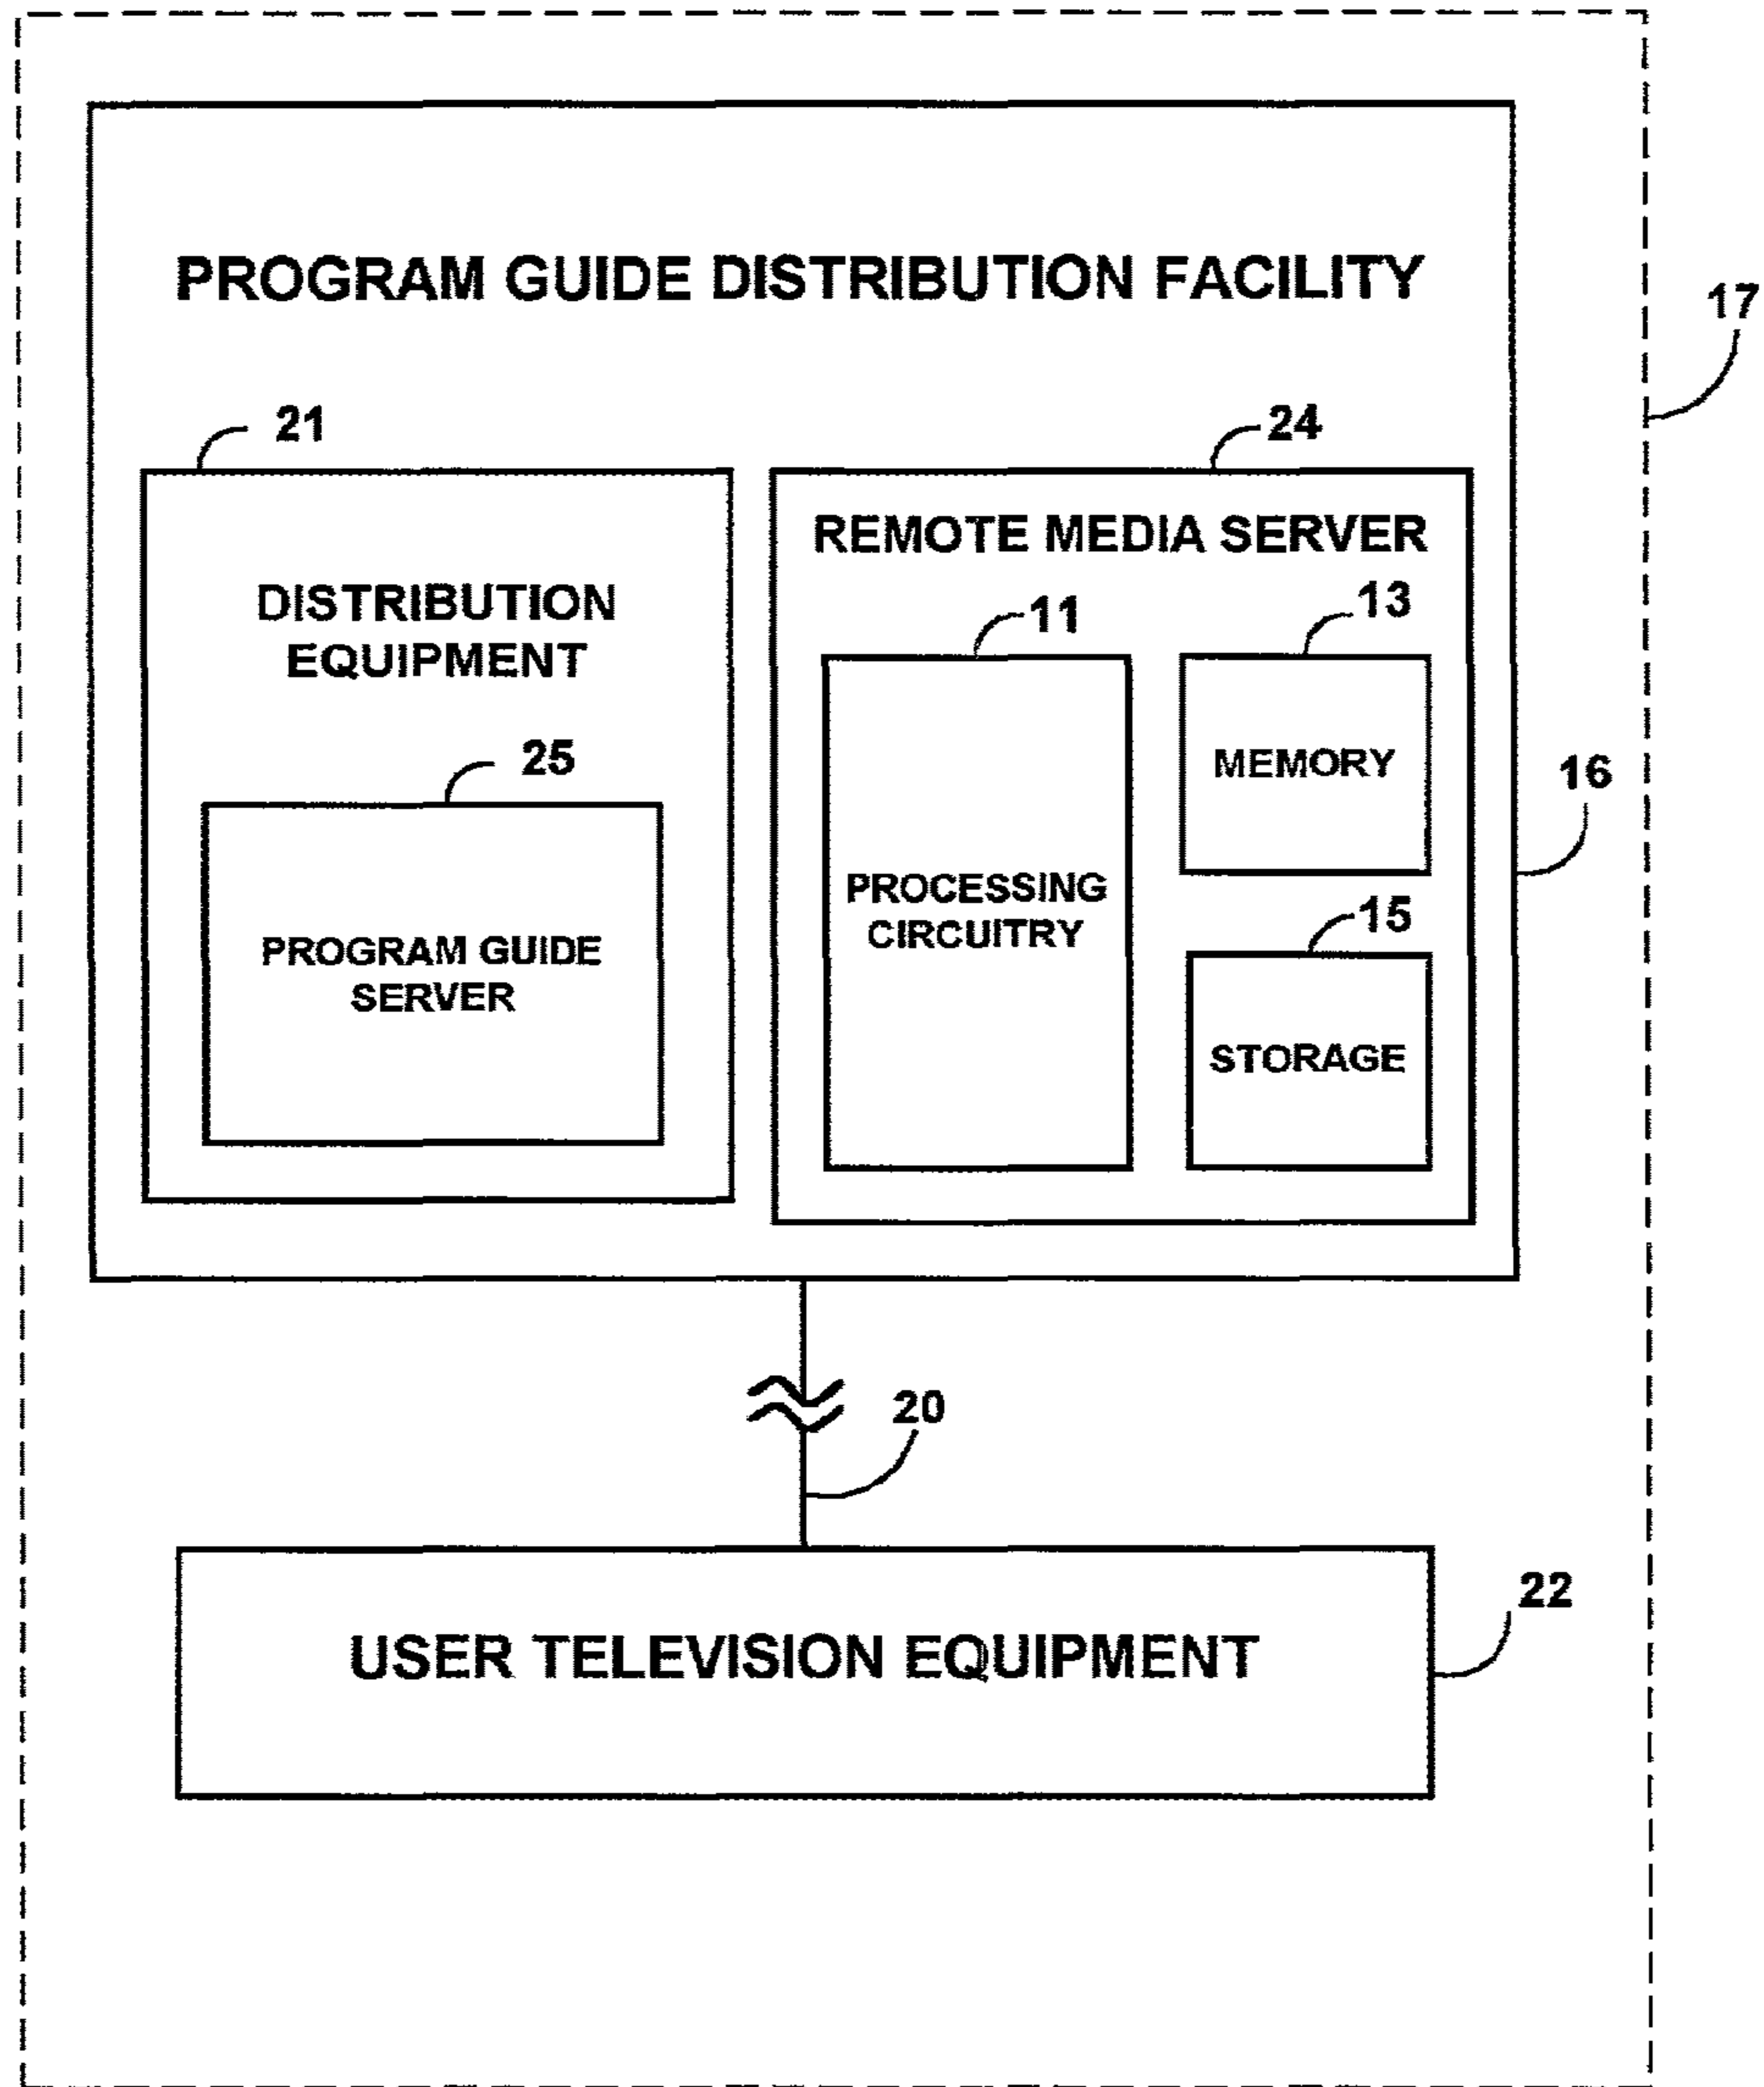 PROGRAM GUIDE DISTRIBUTION FACILITY
17
21
24
DISTRIBUTION
EQUIPMENT
REMOTE MEDIA SERVER
11
13
25
MEMORY
16
PROGRAM GUIDE
SERVER
PROCESSING
CIRCUITRY
15
STORAGE
20
22
USER TELEVISION EQUIPMENT